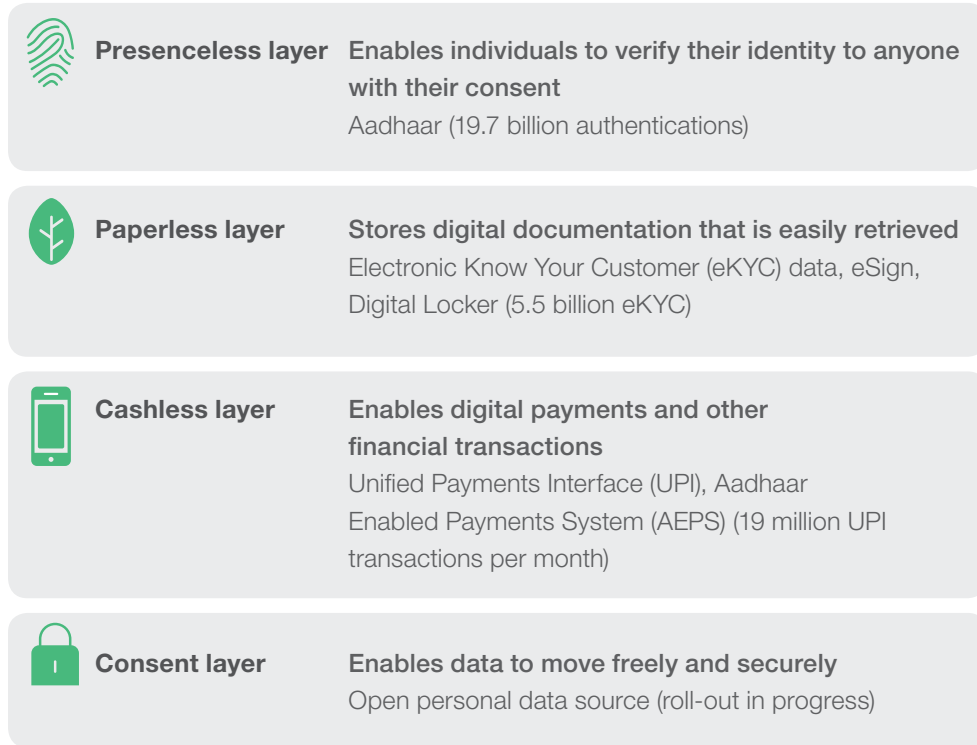 Presenceless layer Enables individuals to verify their identity to anyone
with their consent
Aadhaar (19.7 billion authentications)
Paperless layer Stores digital documentation that is easily retrieved
Electronic Know Your Customer (eKYC) data, eSign,
Digital Locker (5.5 billion eKYC)
Cashless layer Enables digital payments and other
financial transactions
Unified Payments Interface (UPI), Aadhaar
Enabled Payments System (AEPS) (19 million UPI
transactions per month)
Consent layer Enables data to move freely and securely
Open personal data source (roll-out in progress)